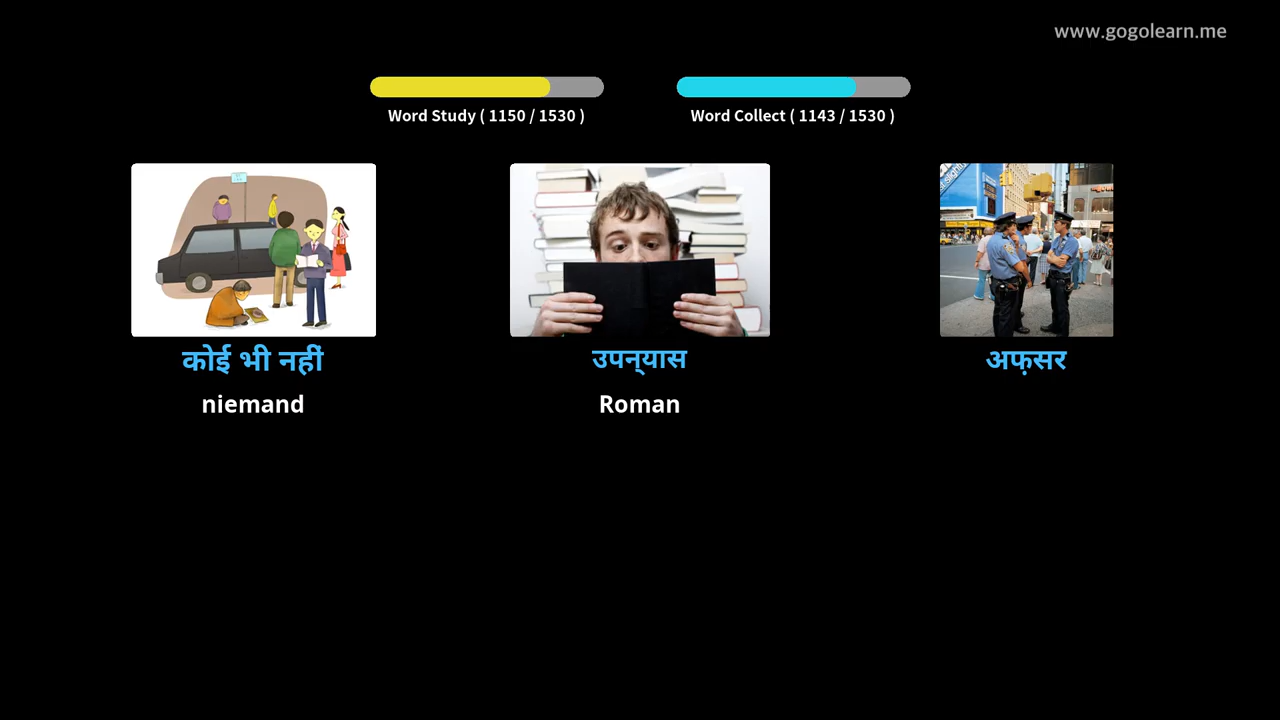 www.gogolearn.me
Word Study ( 1150 / 1530 )
Word Collect ( 1143 / 1530 )
कोई भी नहीं
उपन्‍यास
अफ़सर
niemand
Roman